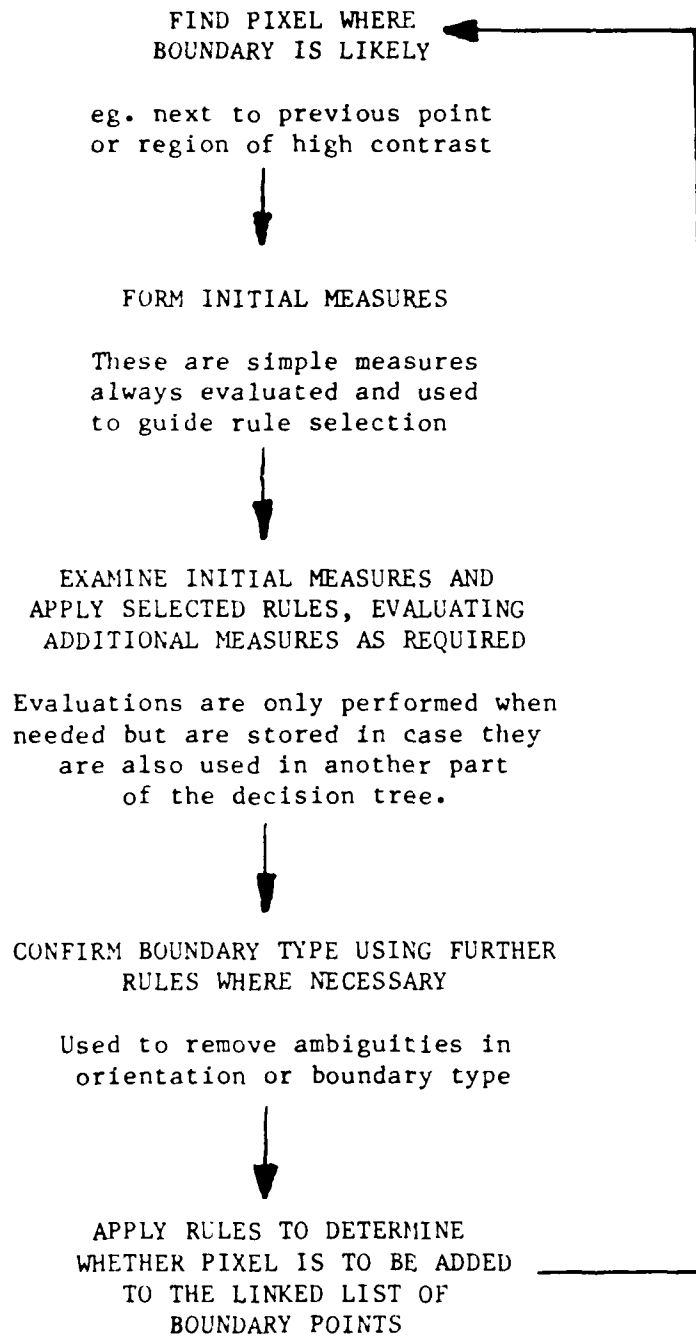 FIND PIXEL WHERE
BOUNDARY IS LIKELY
eg. next to previous point
or region of high contrast
FORM INITIAL MEASURES
These are simple measures
always evaluated and used
to guide rule selection
EXAMINE INITIAL MEASURES AND
APPLY SELECTED RULES, EVALUATING
ADDITIONAL MEASURES AS REQUIRED
Evaluations are only performed when
needed but are stored in case they
are also used in another part
of the decision tree.
CONFIRM BOUNDARY TYPE USING FURTHER
RULES WHERE NECESSARY
Used to remove ambiguities in
orientation or boundary type
APPLY RULES TO DETERMINE
WHETHER PIXEL IS TO BE ADDED
TO THE LINKED LIST OF
BOUNDARY POINTS